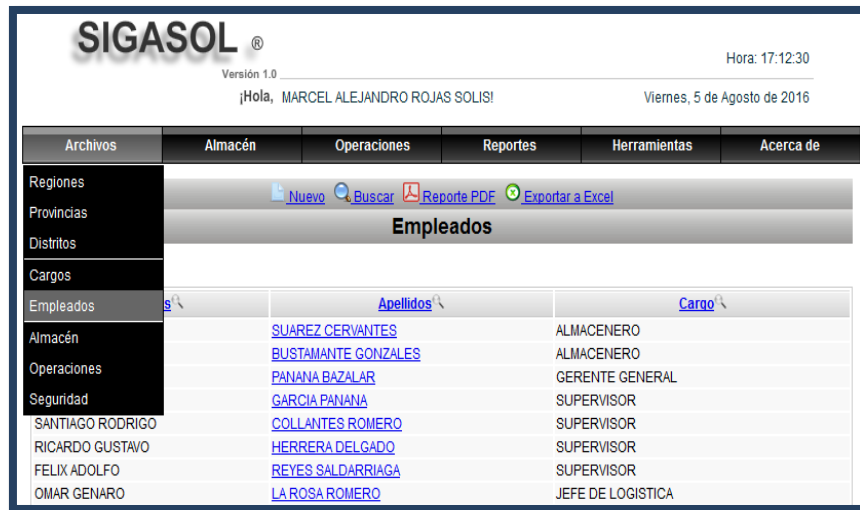 SIGASOL ®
Versión 1.0
Hora: 17:12:30
¡Hola, MARCEL ALEJANDRO ROJAS SOLIS!
Viernes, 5 de Agosto de 2016
Archivos Almacén Operaciones Reportes Herramientas Acerca de
Regiones
Provincias
Distritos
Cargos
Empleados
Almacén
Operaciones
Seguridad
Nuevo Buscar Reporte PDF Exportar a Excel
Empleados
s Apellidos Cargo
SUAREZ CERVANTES ALMACENERO
BUSTAMANTE GONZALES ALMACENERO
PANANA BAZALAR GERENTE GENERAL
GARCIA PANANA SUPERVISOR
SANTIAGO RODRIGO COLLANTES ROMERO SUPERVISOR
RICARDO GUSTAVO HERRERA DELGADO SUPERVISOR
FELIX ADOLFO REYES SALDARRIAGA SUPERVISOR
OMAR GENARO LA ROSA ROMERO JEFE DE LOGISTICA